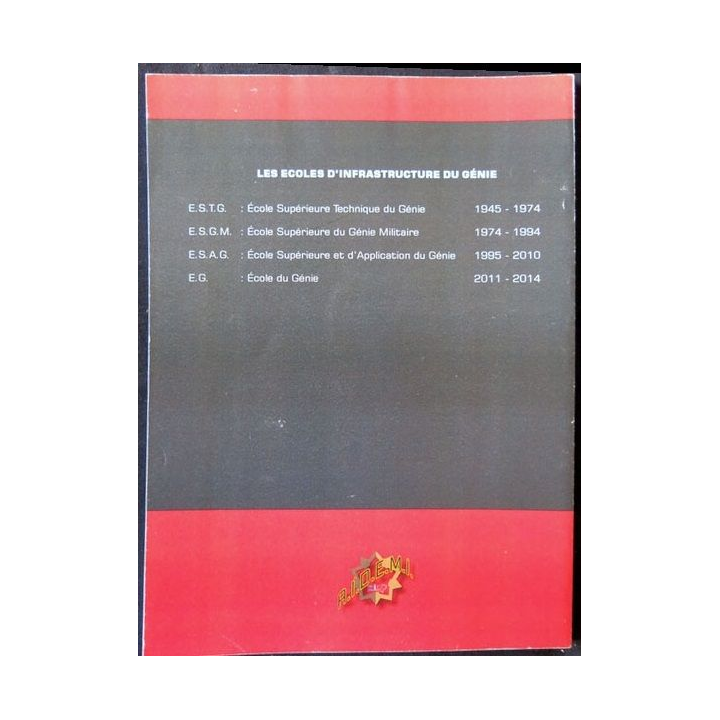 LES ECOLES D'INFRASTRUCTURE DU GÉNIE
E.S.T.G. : École Supérieure Technique du Génie 1945 - 1974
E.S.G.M. : École Supérieure du Génie Militaire 1974 - 1994
E.S.A.G. : École Supérieure et d'Application du Génie 1995 - 2010
E.G. : École du Génie 2011 - 2014
A.I.D.E.M.I.